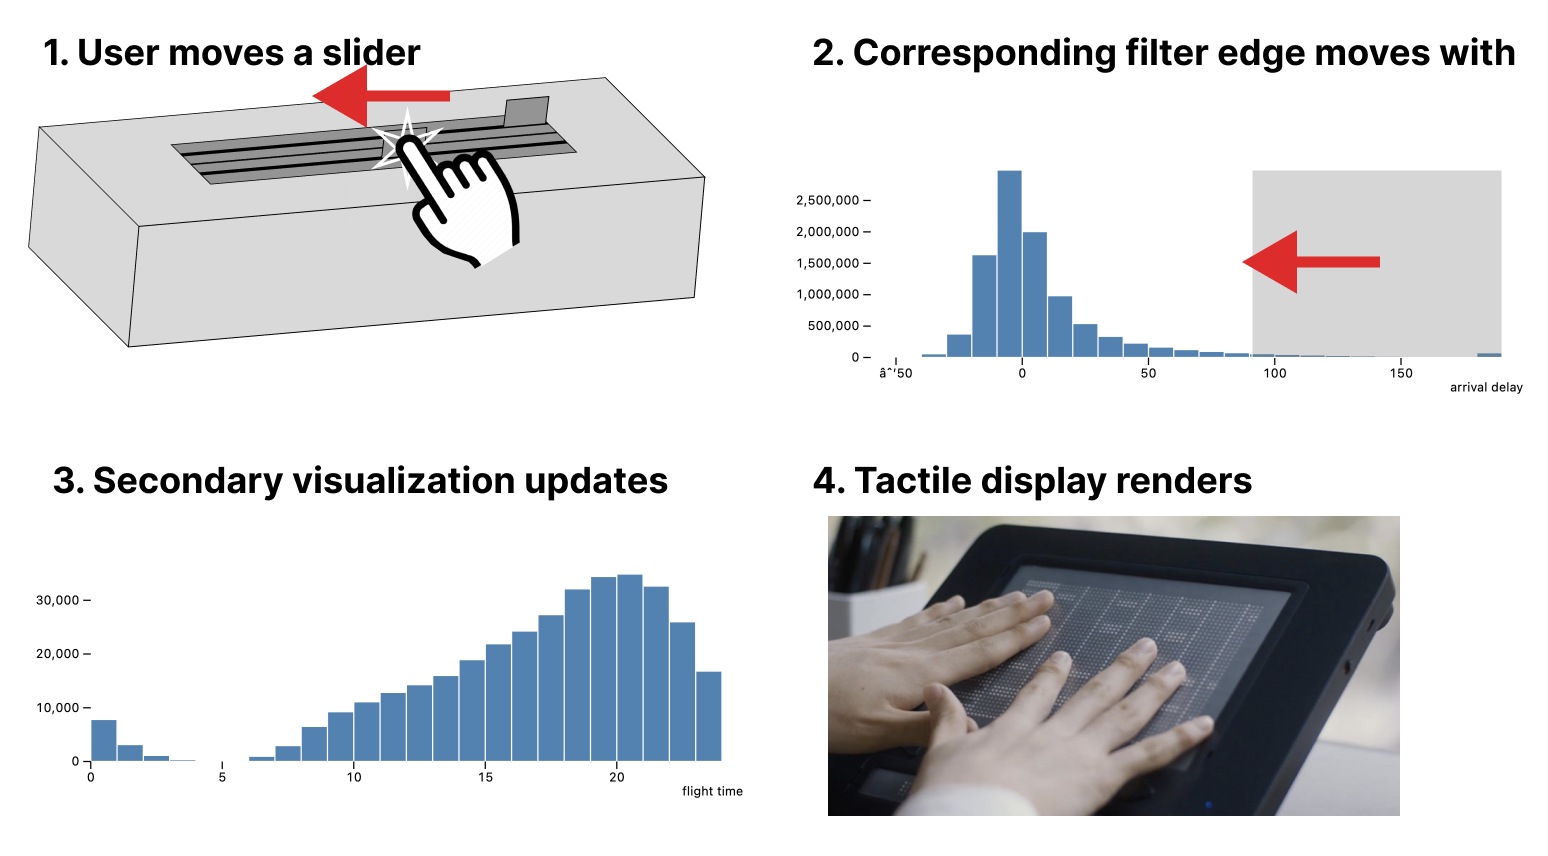 1. User moves a slider
2. Corresponding filter edge moves with
2,500,000
2,000,000
1,500,000
1,000,000
500,000
0
âˆ'50
0
50
100
150
arrival delay
3. Secondary visualization updates
30,000
20,000
10,000
0
0
5
10
15
20
flight time
4. Tactile display renders